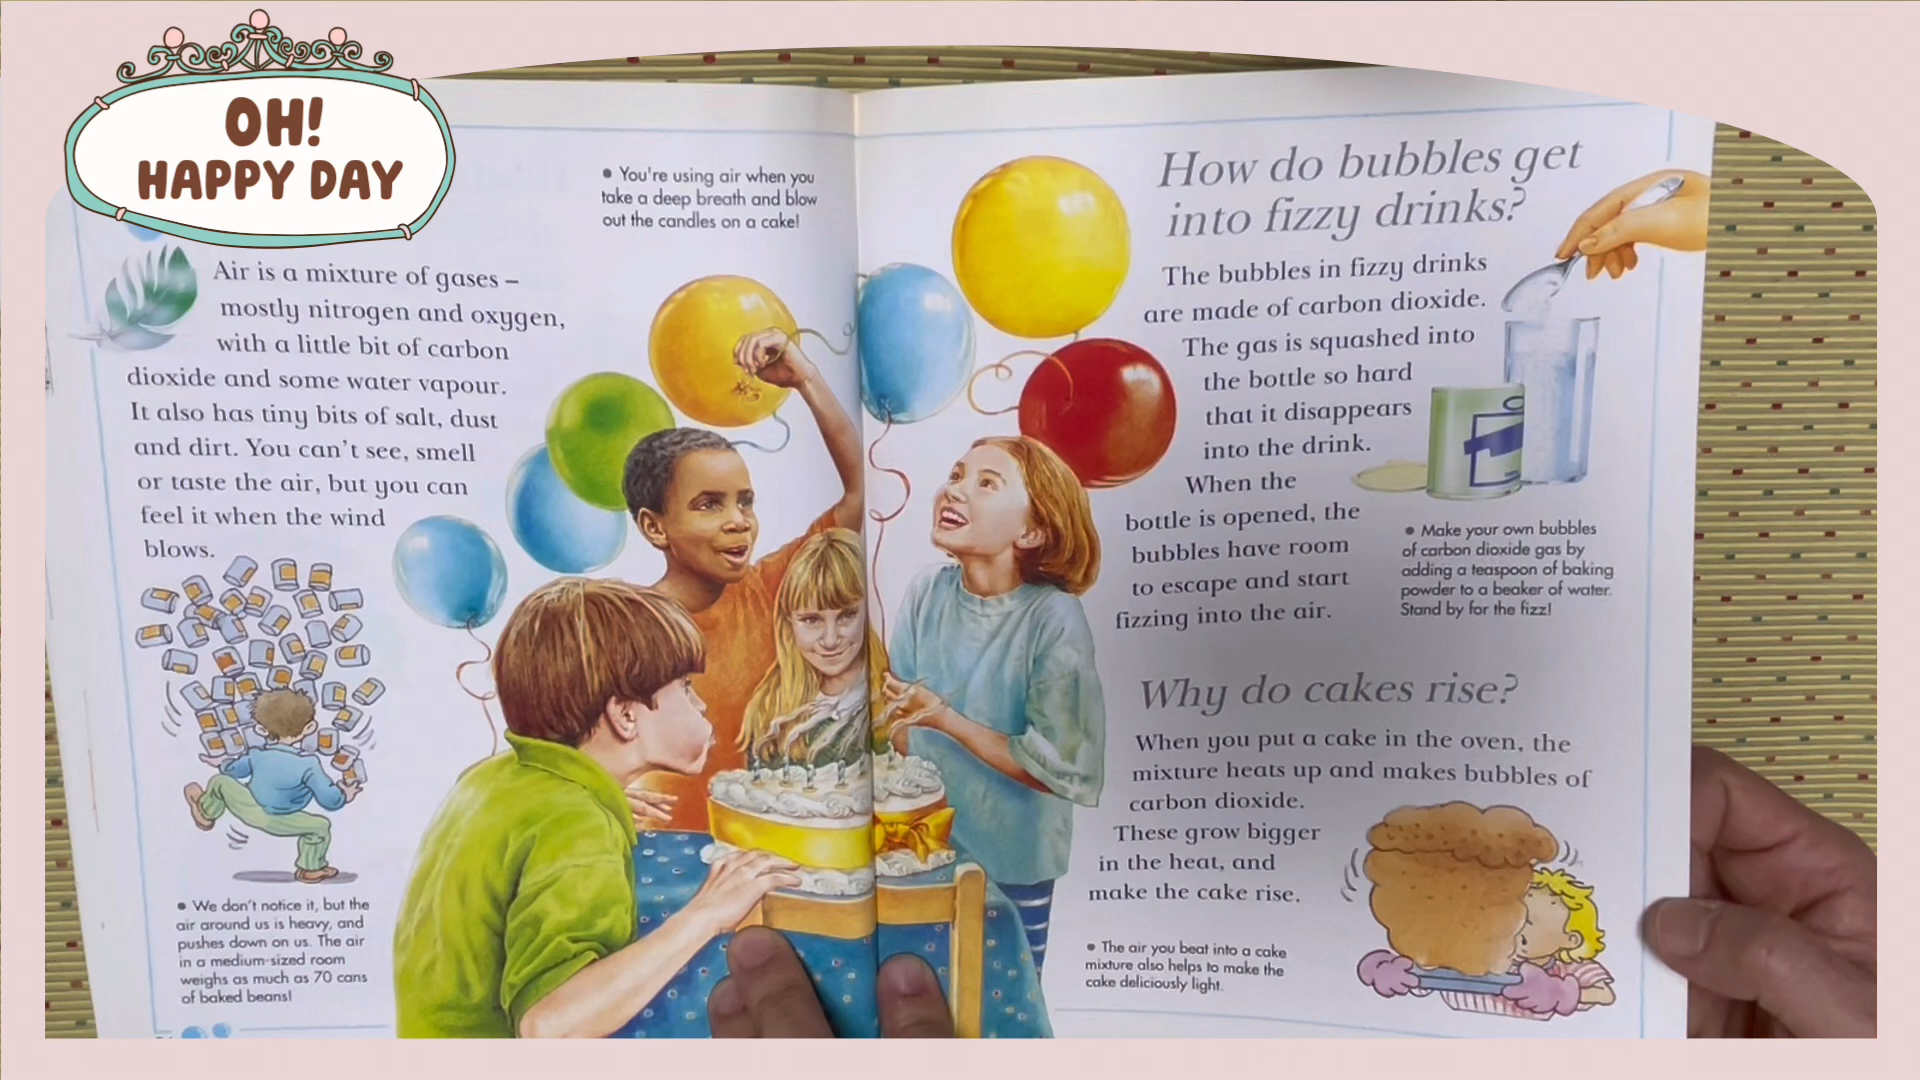 OH!
HAPPY DAY
• You're using air when you
take a deep breath and blow
out the candles on a cake!
Air is a mixture of gases –
mostly nitrogen and oxygen,
with a little bit of carbon
dioxide and some water vapour.
It also has tiny bits of salt, dust
and dirt. You can't see, smell
or taste the air, but you can
feel it when the wind
blows.
• We don't notice it, but the
air around us is heavy, and
pushes down on us. The air
in a medium-sized room
weighs as much as 70 cans
of baked beans!
How do bubbles get
into fizzy drinks?
The bubbles in fizzy drinks
are made of carbon dioxide.
The gas is squashed into
the bottle so hard
that it disappears
into the drink.
When the
bottle is opened, the
bubbles have room
to escape and start
fizzing into the air.
• Make your own bubbles
of carbon dioxide gas by
adding a teaspoon of baking
powder to a beaker of water.
Stand by for the fizz!
Why do cakes rise?
When you put a cake in the oven, the
mixture heats up and makes bubbles of
carbon dioxide.
These grow bigger
in the heat, and
make the cake rise.
• The air you beat into a cake
mixture also helps to make the
cake deliciously light.